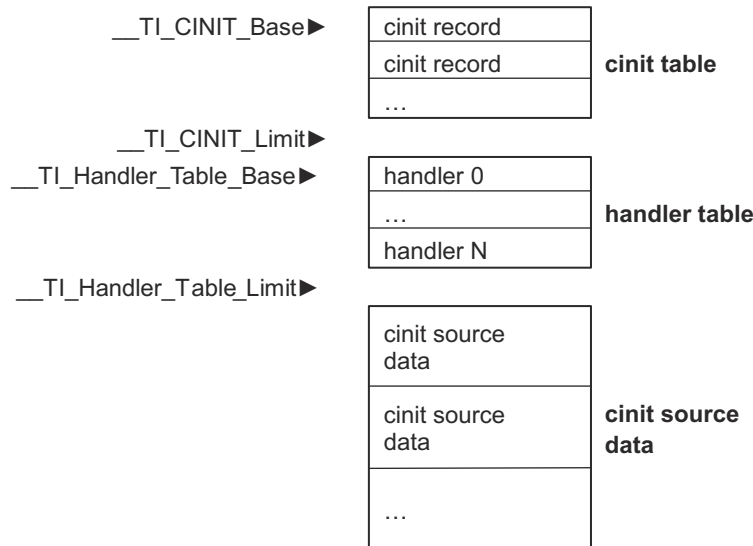 __TI_CINIT_Base►
cinit record
cinit record
cinit table
…
__TI_CINIT_Limit►
__TI_Handler_Table_Base►
handler 0
…
handler table
handler N
__TI_Handler_Table_Limit►
cinit source
data
cinit source
data
cinit source
data
…